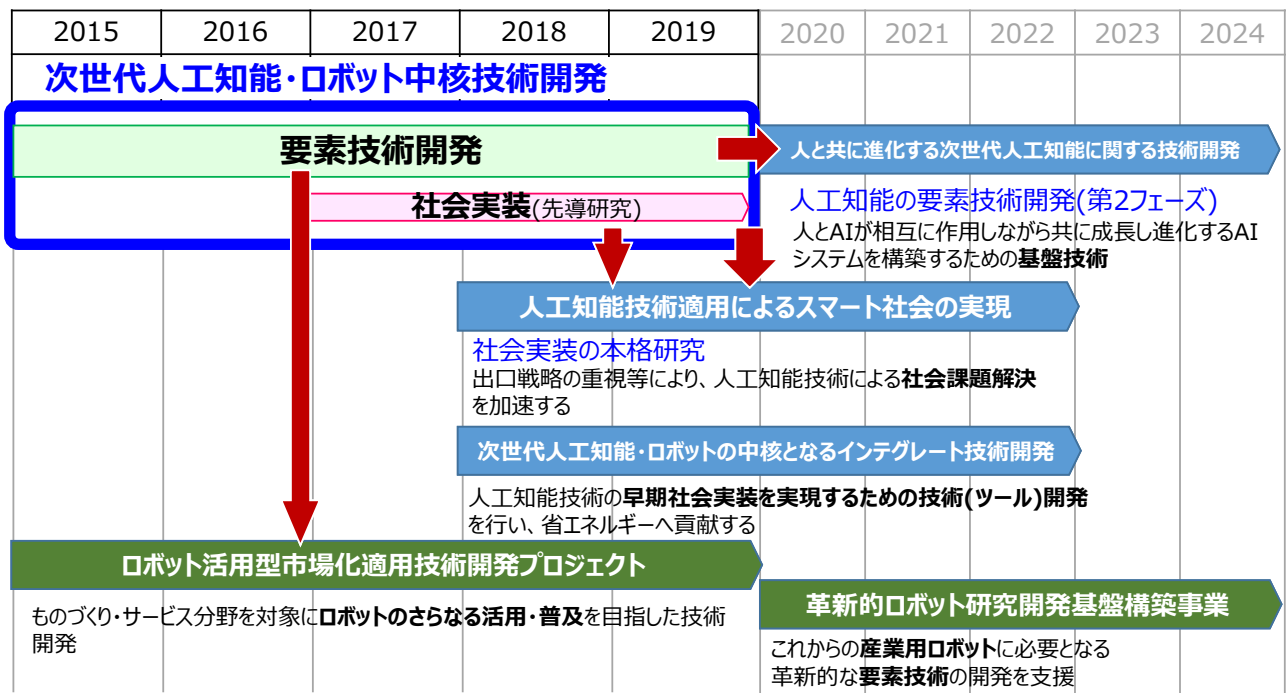 2015 2016 2017 2018 2019 2020 2021 2022 2023 2024
次世代人工知能・ロボット中核技術開発
要素技術開発
人と共に進化する次世代人工知能に関する技術開発
社会実装(先導研究)
人工知能の要素技術開発(第2フェーズ)
人とAIが相互に作用しながら共に成長し進化するAI
システムを構築するための基盤技術
人工知能技術適用によるスマート社会の実現
社会実装の本格研究
出口戦略の重視等により、人工知能技術による社会課題解決
を加速する
次世代人工知能・ロボットの中核となるインテグレート技術開発
人工知能技術の早期社会実装を実現するための技術(ツール)開発
を行い、省エネルギーへ貢献する
ロボット活用型市場化適用技術開発プロジェクト
ものづくり・サービス分野を対象にロボットのさらなる活用・普及を目指した技術
開発
革新的ロボット研究開発基盤構築事業
これからの産業用ロボットに必要となる
革新的な要素技術の開発を支援